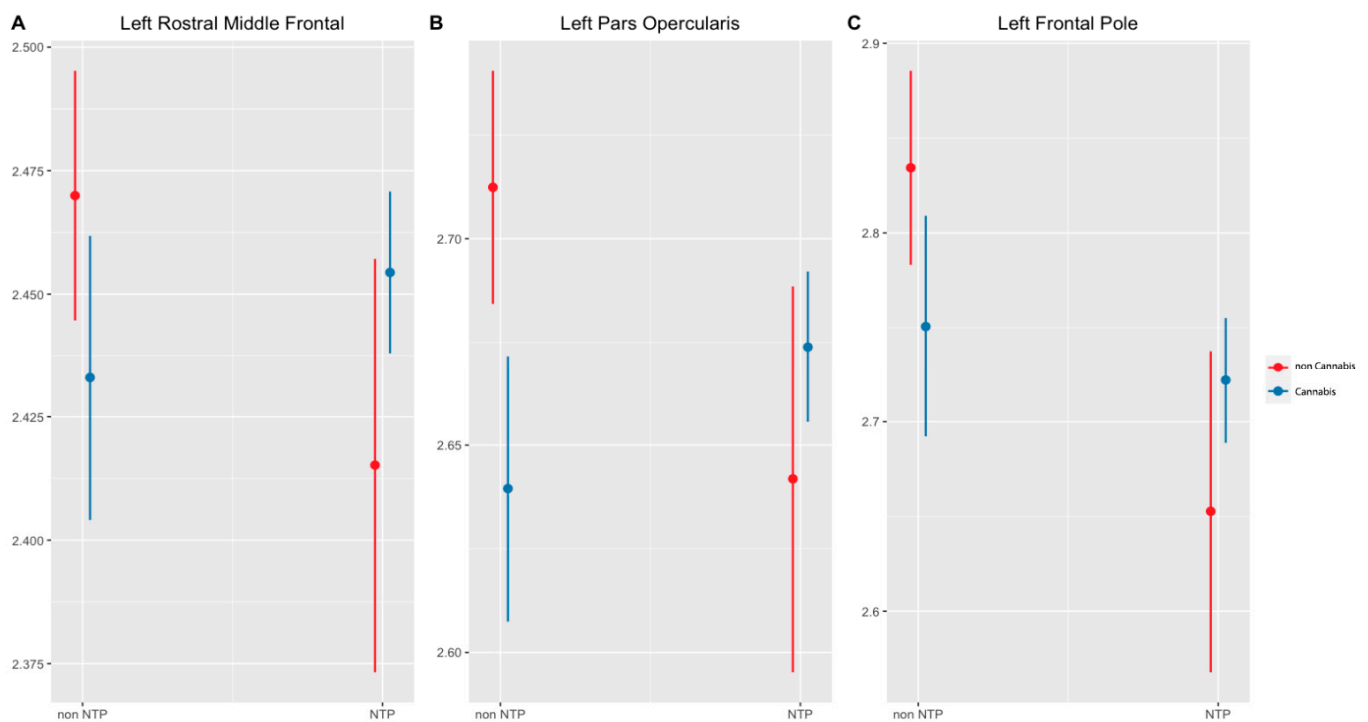 A Left Rostral Middle Frontal
B Left Pars Opercularis
C Left Frontal Pole
2.500
2.475
2.450
2.425
2.400
2.375
non NTP NTP
2.70
2.65
2.60
non NTP NTP
2.9
2.8
2.7
2.6
non NTP NTP
non Cannabis
Cannabis